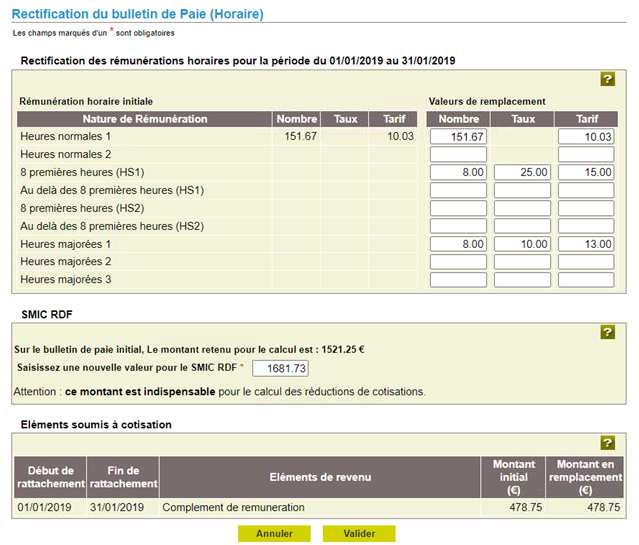 Rectification du bulletin de Paie (Horaire)
Les champs marqués d'un * sont obligatoires
Rectification des rémunérations horaires pour la période du 01/01/2019 au 31/01/2019
?
Rémunération horaire initiale Valeurs de remplacement
Nature de Rémunération Nombre Taux Tarif Nombre Taux Tarif
Heures normales 1 151.67 10.03 151.67 10.03
Heures normales 2
8 premières heures (HS1) 8.00 25.00 15.00
Au delà des 8 premières heures (HS1)
8 premières heures (HS2)
Au delà des 8 premières heures (HS2)
Heures majorées 1 8.00 10.00 13.00
Heures majorées 2
Heures majorées 3
SMIC RDF
?
Sur le bulletin de paie initial, Le montant retenu pour le calcul est : 1521.25 €
Saisissez une nouvelle valeur pour le SMIC RDF * 1681.73
Attention : ce montant est indispensable pour le calcul des réductions de cotisations.
Eléments soumis à cotisation
?
Début de rattachement Fin de rattachement Eléments de revenu Montant initial (€) Montant en remplacement (€)
01/01/2019 31/01/2019 Complement de remuneration 478.75 478.75
Annuler Valider